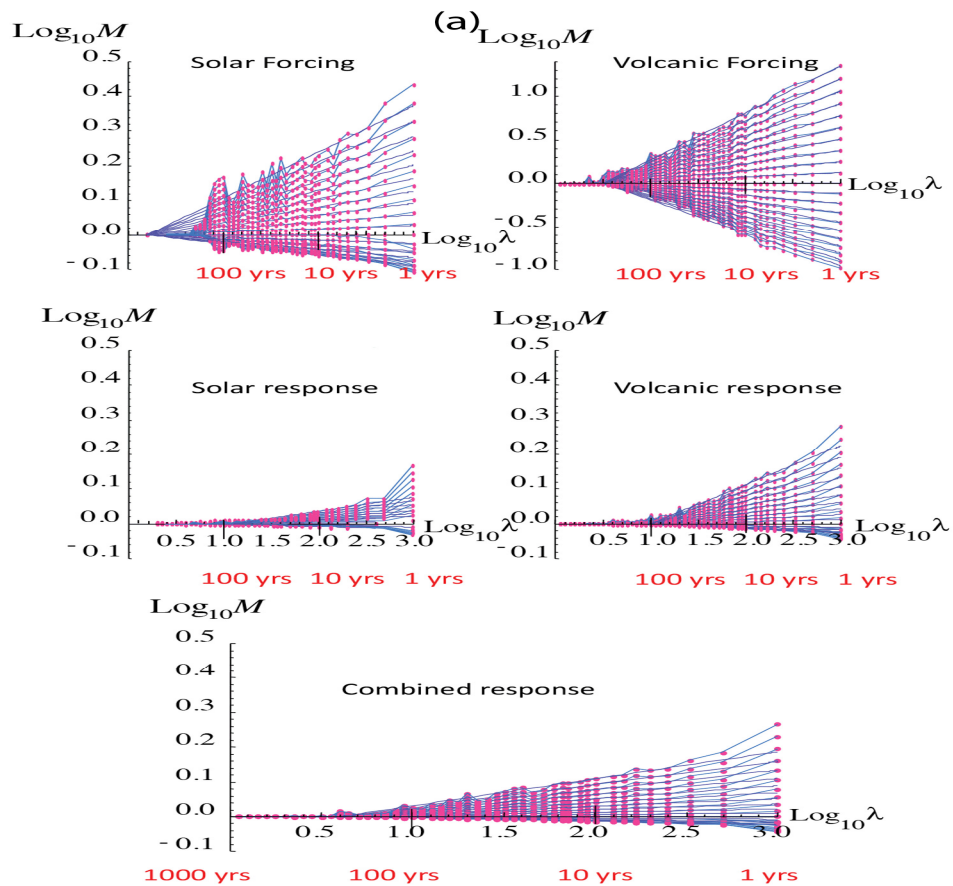 (a)
Log10M
Solar Forcing
0.5
0.4
0.3
0.2
0.1
0.0
-0.1
Log10λ
100 yrs 10 yrs 1 yrs
Log10M
Volcanic Forcing
1.0
0.5
0.0
-0.5
-1.0
Log10λ
100 yrs 10 yrs 1 yrs
Log10M
Solar response
0.5
0.4
0.3
0.2
0.1
0.0
-0.1
0.5 1.0 1.5 2.0 2.5 3.0
Log10λ
100 yrs 10 yrs 1 yrs
Log10M
Volcanic response
0.5
0.4
0.3
0.2
0.1
0.0
-0.1
0.5 1.0 1.5 2.0 2.5 3.0
Log10λ
100 yrs 10 yrs 1 yrs
Log10M
Combined response
0.5
0.4
0.3
0.2
0.1
0.0
-0.1
0.5 1.0 1.5 2.0 2.5 3.0
Log10λ
1000 yrs 100 yrs 10 yrs 1 yrs